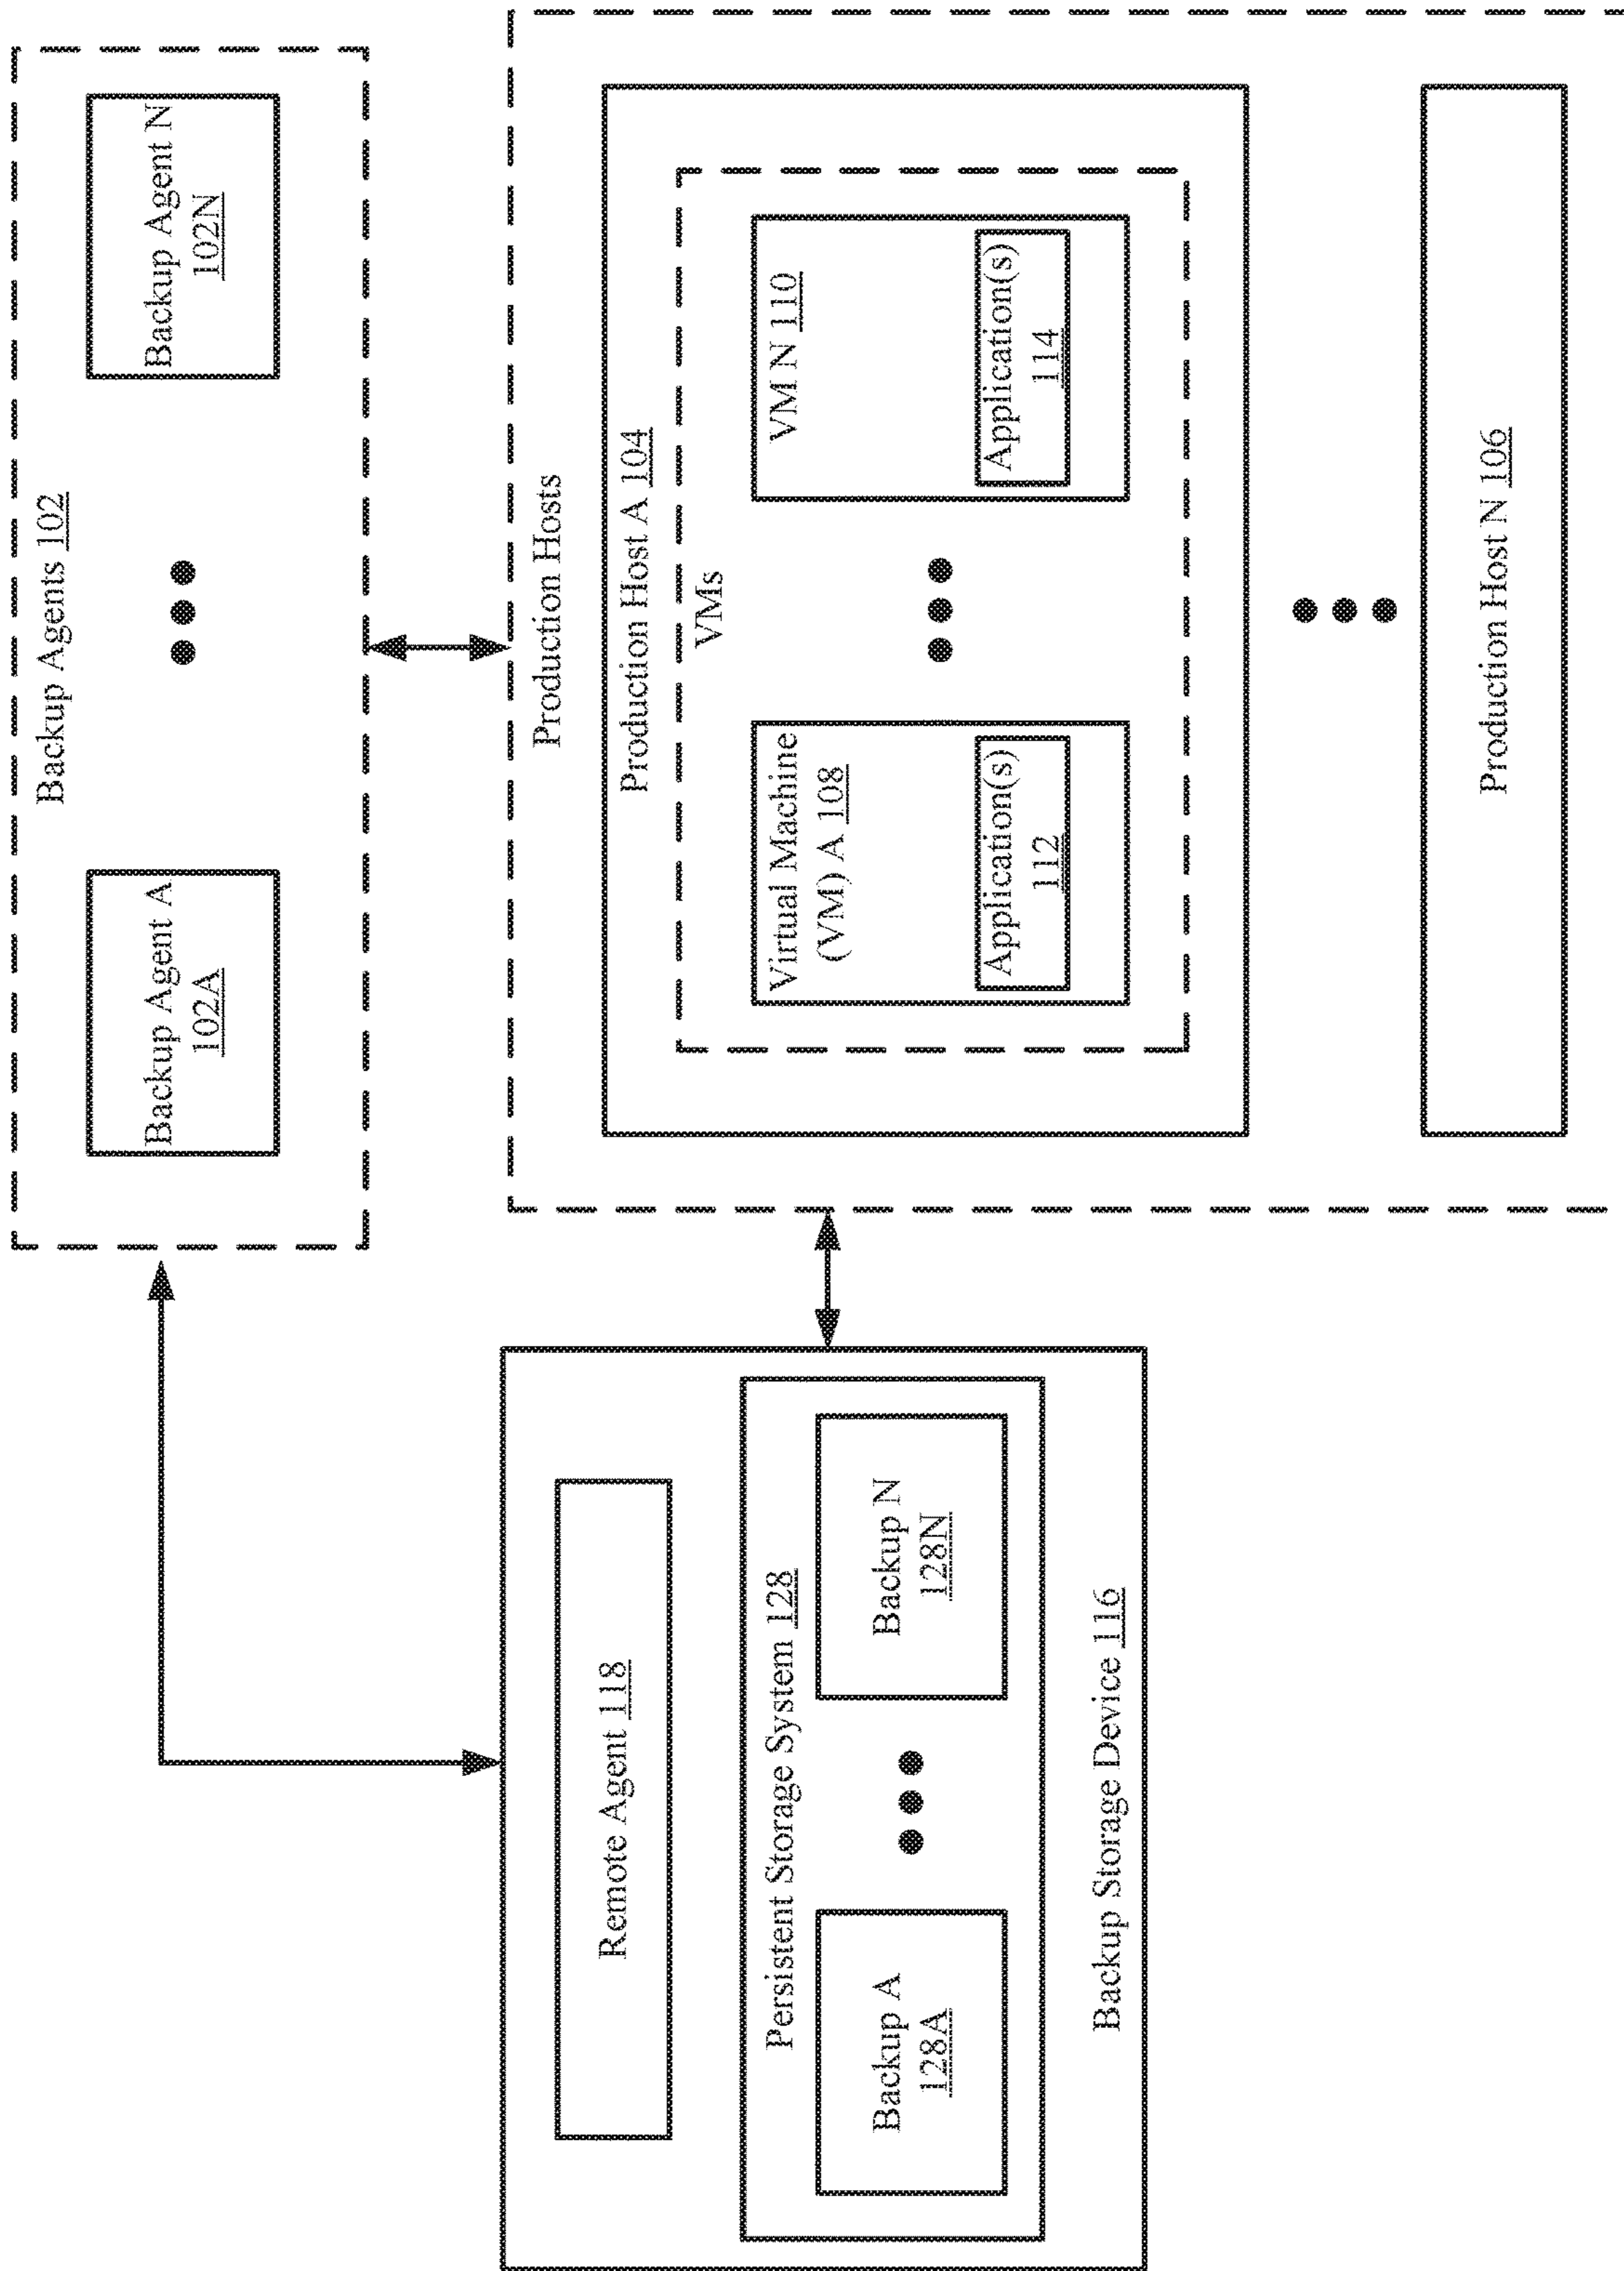 Backup Agents 102
Backup Agent A
102A
Backup Agent N
102N
Production Hosts
Production Host A 104
VMs
Virtual Machine
(VM) A 108
Application(s)
112
VM N 110
Application(s)
114
Production Host N 106
Remote Agent 118
Persistent Storage System 128
Backup A
128A
Backup N
128N
Backup Storage Device 116